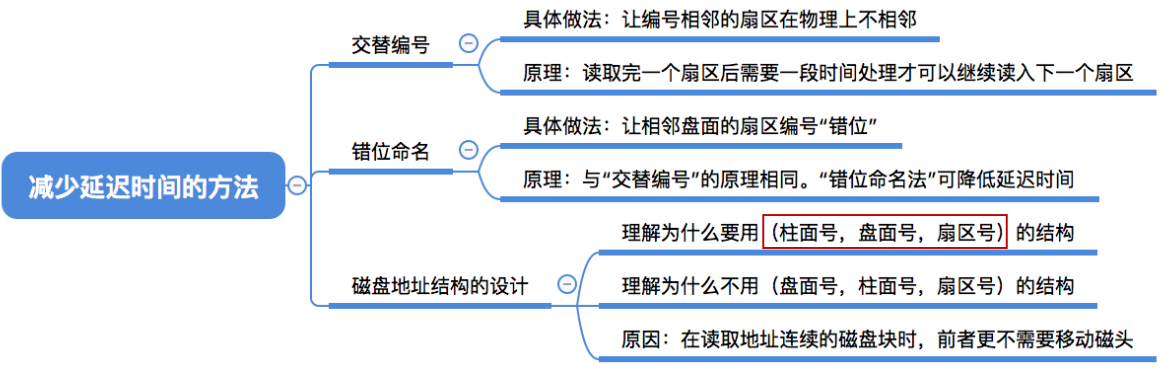 减少延迟时间的方法
交替编号
具体做法：让编号相邻的扇区在物理上不相邻
原理：读取完一个扇区后需要一段时间处理才可以继续读入下一个扇区
错位命名
具体做法：让相邻盘面的扇区编号“错位”
原理：与“交替编号”的原理相同。“错位命名法”可降低延迟时间
磁盘地址结构的设计
理解为什么要用（柱面号，盘面号，扇区号）的结构
理解为什么不用（盘面号，柱面号，扇区号）的结构
原因：在读取地址连续的磁盘块时，前者更不需要移动磁头